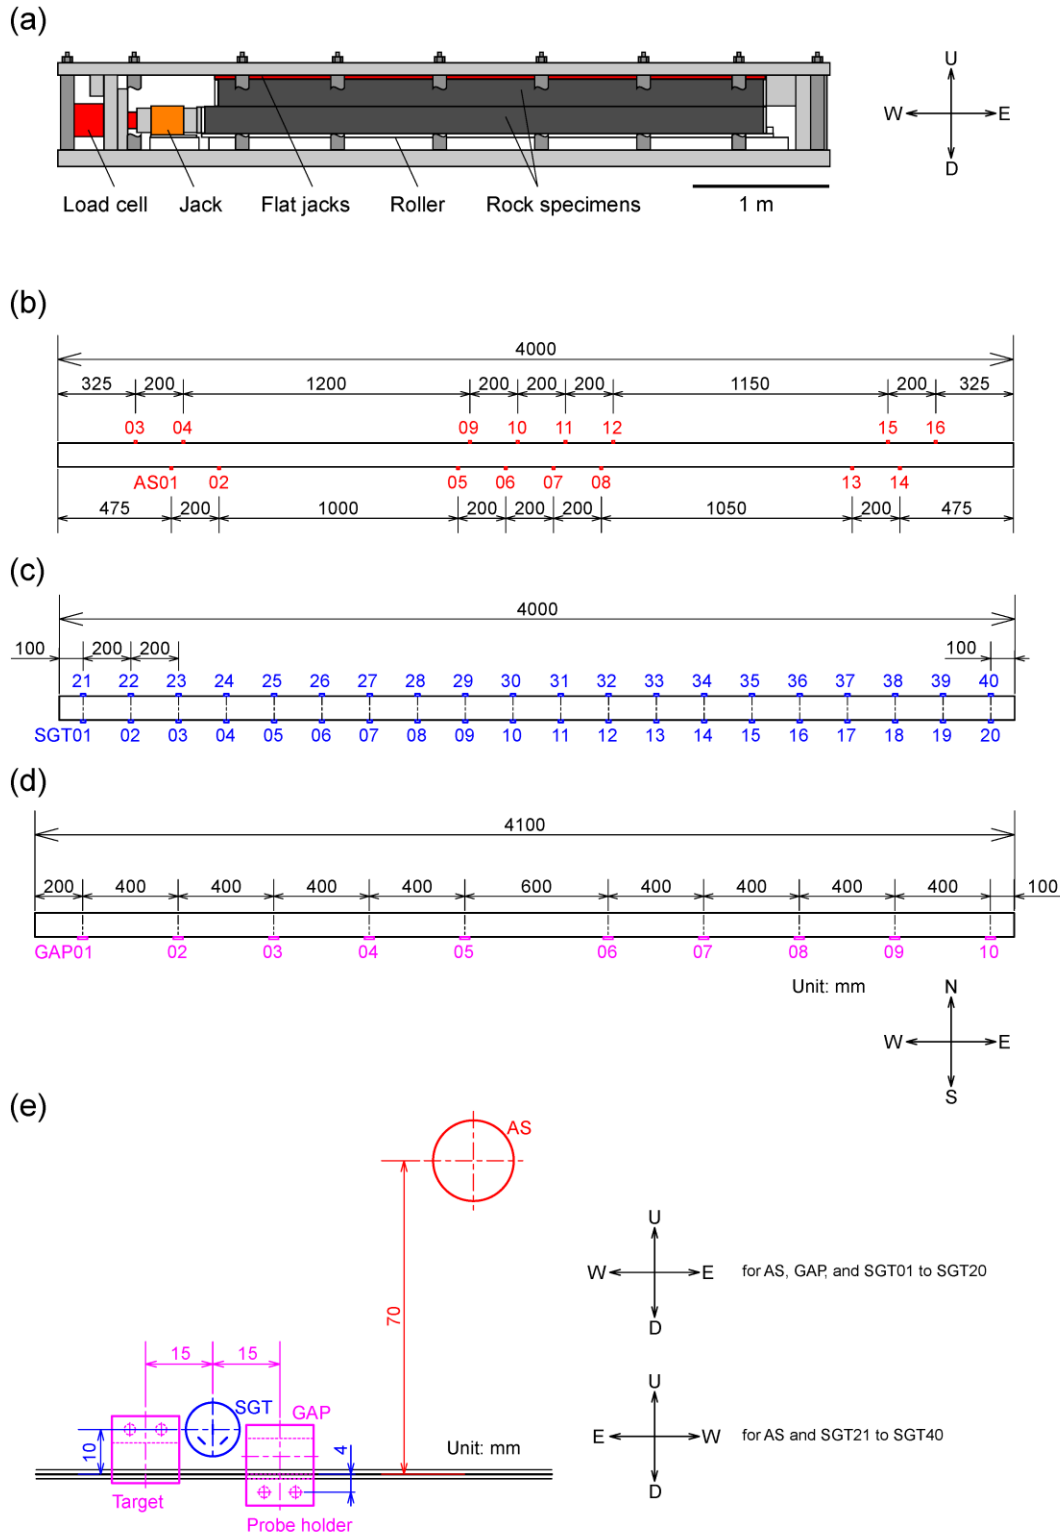 (a)
U
W E
D
Load cell Jack Flat jacks Roller Rock specimens 1 m
(b)
4000
325 200 1200 200 200 200 1150 200 325
03 04 09 10 11 12 15 16
AS01 02 05 06 07 08 13 14
475 200 1000 200 200 200 1050 200 475
(c)
4000
100 200 200 100
21 22 23 24 25 26 27 28 29 30 31 32 33 34 35 36 37 38 39 40
SGT01 02 03 04 05 06 07 08 09 10 11 12 13 14 15 16 17 18 19 20
(d)
4100
200 400 400 400 400 600 400 400 400 400 100
GAP01 02 03 04 05 06 07 08 09 10
Unit: mm
N
W E
S
(e)
AS
70
15 15
SGT
GAP
10
4
Unit: mm
Target
Probe holder
U
W E for AS, GAP, and SGT01 to SGT20
D
U
E W for AS and SGT21 to SGT40
D